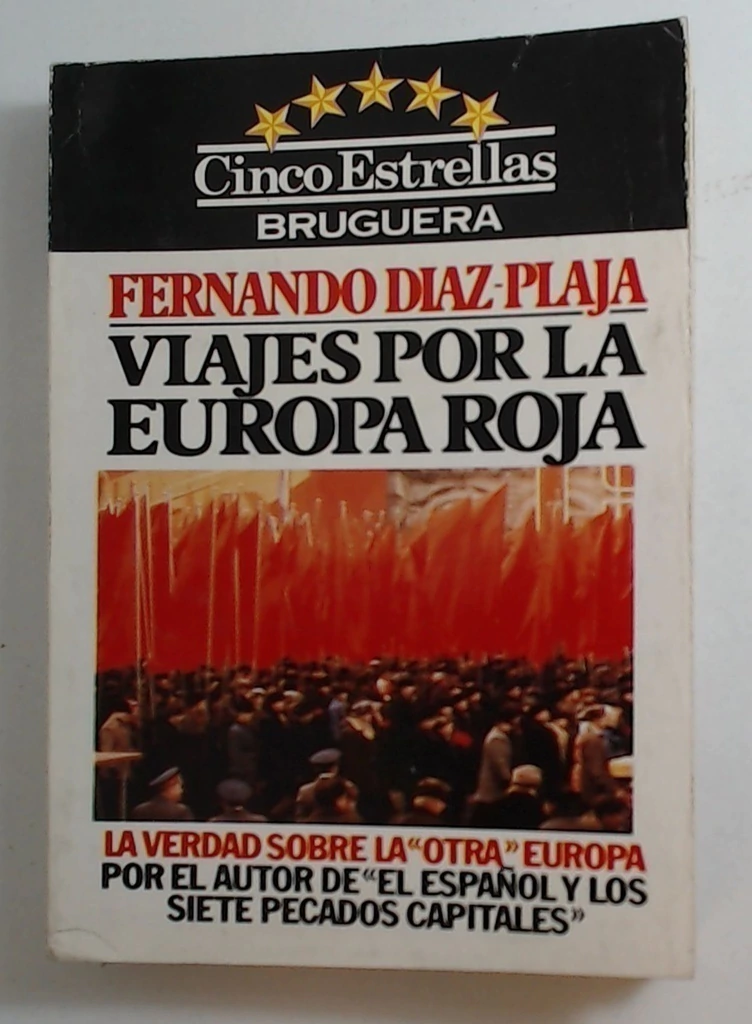 Cinco Estrellas
BRUGUERA
FERNANDO DIAZ-PLAJA
VIAJES POR LA
EUROPA ROJA
LA VERDAD SOBRE LA «OTRA» EUROPA
POR EL AUTOR DE «EL ESPAÑOL Y LOS
SIETE PECADOS CAPITALES»